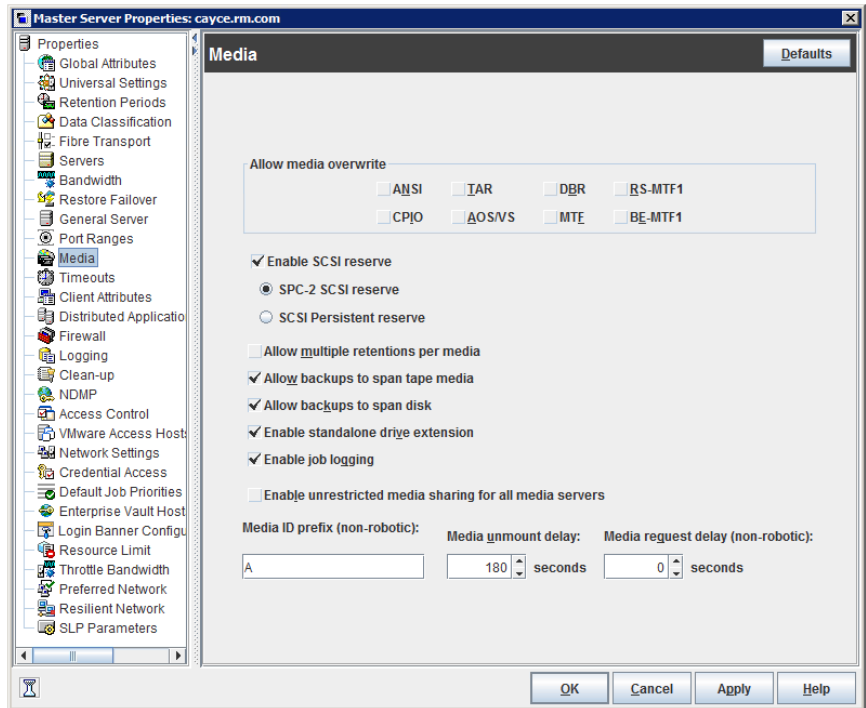 Master Server Properties: cayce.rm.com
Properties
Global Attributes
Universal Settings
Retention Periods
Data Classification
Fibre Transport
Servers
Bandwidth
Restore Failover
General Server
Port Ranges
Media
Timeouts
Client Attributes
Distributed Applicatio
Firewall
Logging
Clean-up
NDMP
Access Control
VMware Access Hosts
Network Settings
Credential Access
Default Job Priorities
Enterprise Vault Host
Login Banner Configu
Resource Limit
Throttle Bandwidth
Preferred Network
Resilient Network
SLP Parameters
Media
Defaults
Allow media overwrite
ANSI TAR DBR RS-MTF1
CPIO AOS/VS MTF BE-MTF1
Enable SCSI reserve
SPC-2 SCSI reserve
SCSI Persistent reserve
Allow multiple retentions per media
Allow backups to span tape media
Allow backups to span disk
Enable standalone drive extension
Enable job logging
Enable unrestricted media sharing for all media servers
Media ID prefix (non-robotic): Media unmount delay: Media request delay (non-robotic):
A 180 seconds 0 seconds
OK Cancel Apply Help